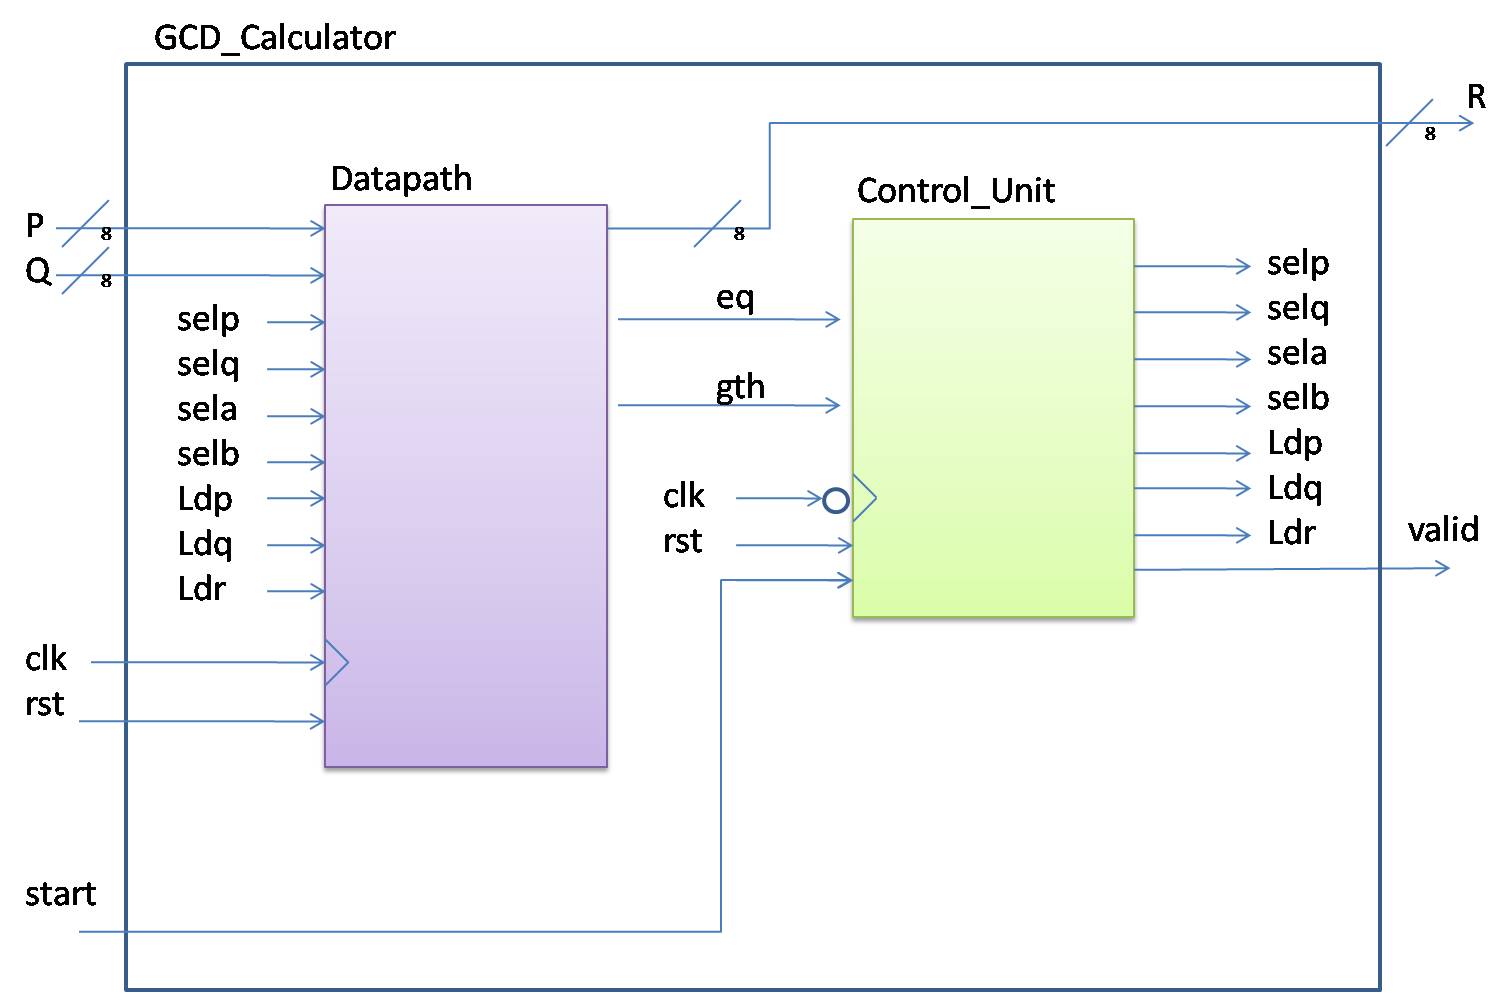 GCD_Calculator
R
8
Datapath
Control_Unit
P
8
8
Q
8
selp
selq
sela
selb
Ldp
Ldq
Ldr
clk
rst
start
eq
gth
clk
rst
selp
selq
sela
selb
Ldp
Ldq
Ldr
valid